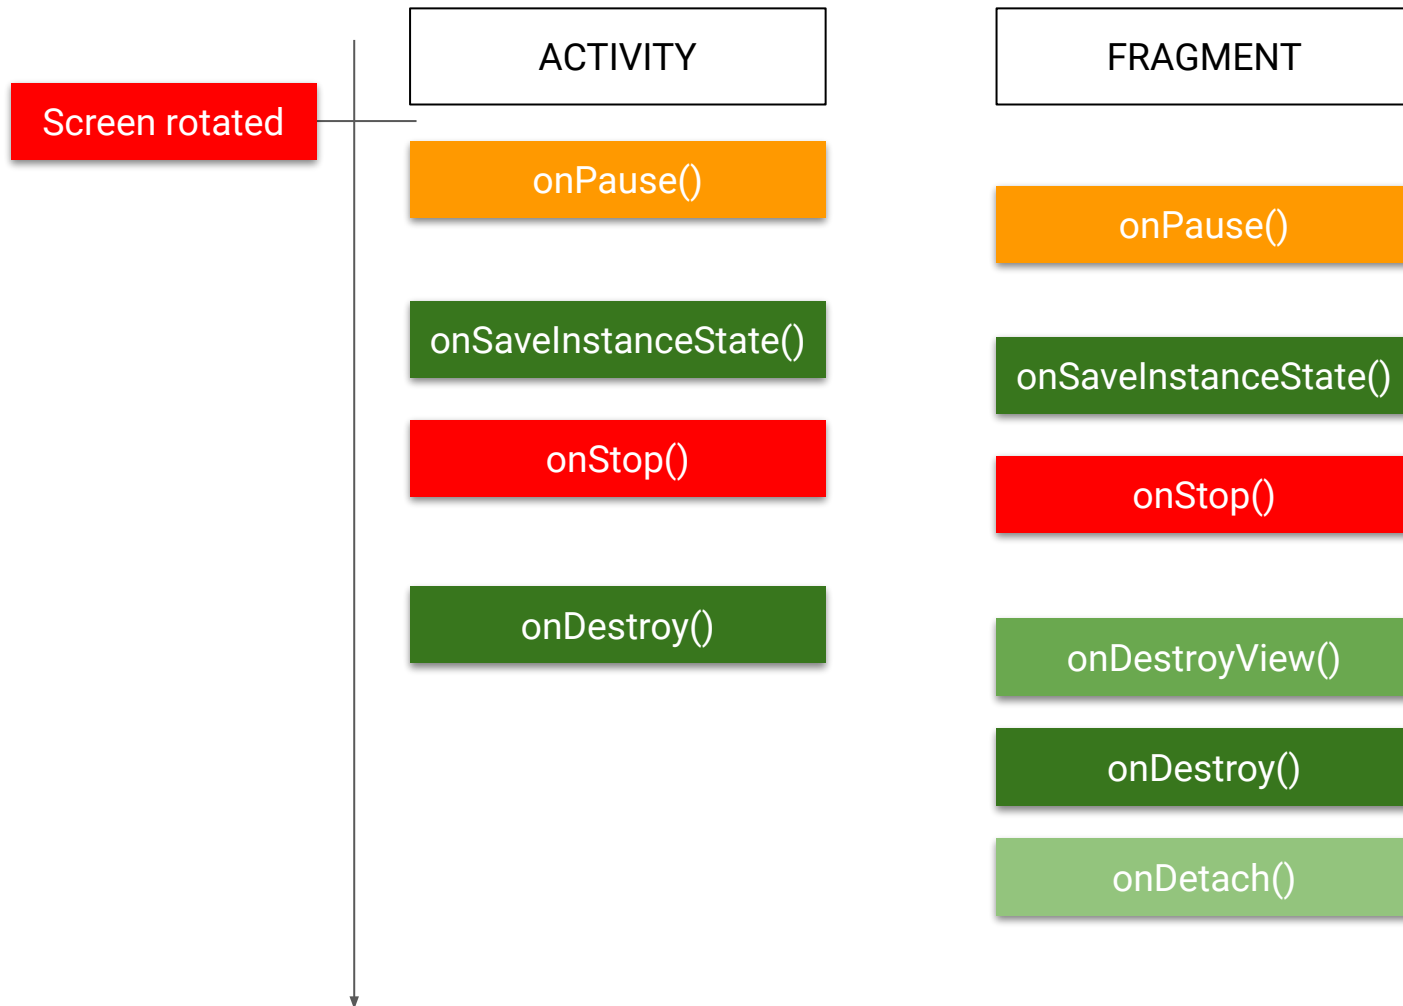 ACTIVITY
FRAGMENT
Screen rotated
onPause()
onPause()
onSaveInstanceState()
onSaveInstanceState()
onStop()
onStop()
onDestroy()
onDestroyView()
onDestroy()
onDetach()